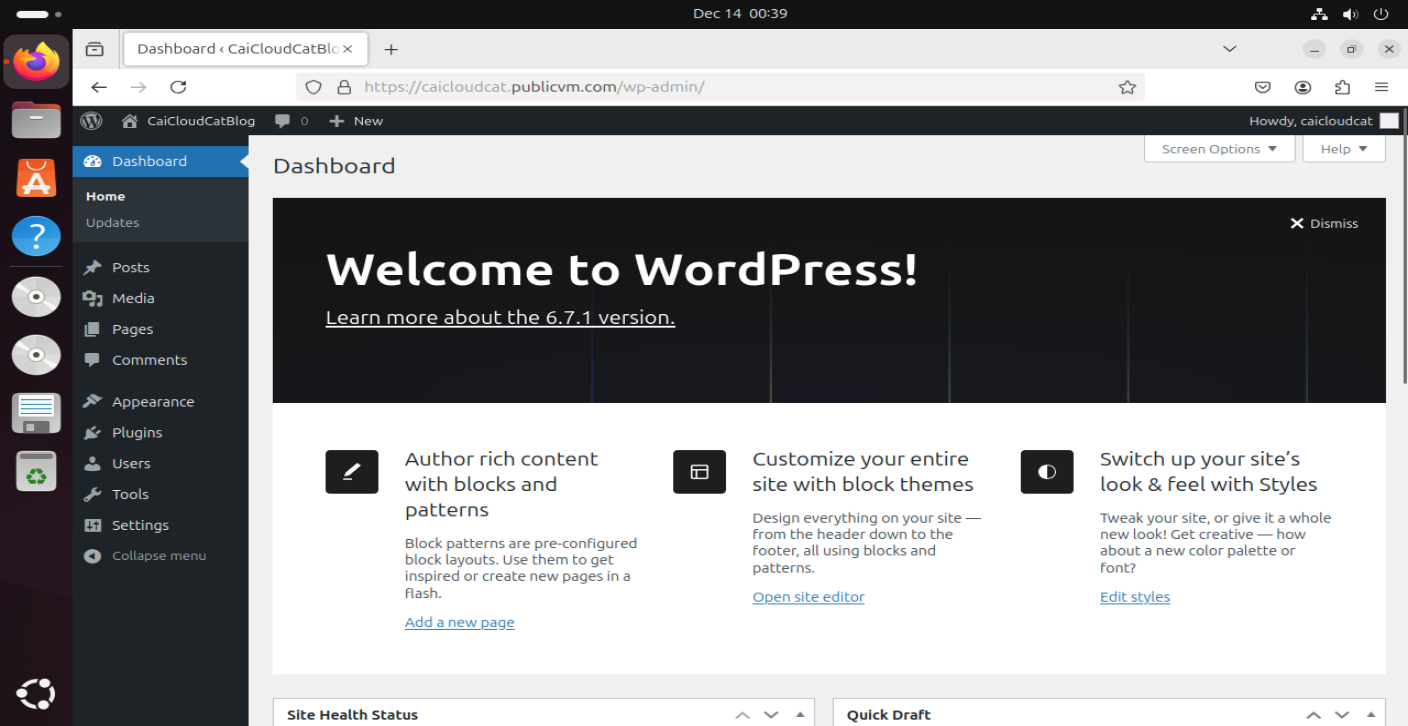 Dec 14 00:39
Dashboard ‹ CaiCloudCatBlo
https://caicloudcat.publicvm.com/wp-admin/
CaiCloudCatBlog 0 New Howdy, caicloudcat
Dashboard
Home
Updates
Posts
Media
Pages
Comments
Appearance
Plugins
Users
Tools
Settings
Collapse menu
Screen Options Help
Dashboard
Dismiss
Welcome to WordPress!
Learn more about the 6.7.1 version.
Author rich content
with blocks and
patterns
Block patterns are pre-configured
block layouts. Use them to get
inspired or create new pages in a
flash.
Add a new page
Customize your entire
site with block themes
Design everything on your site —
from the header down to the
footer, all using blocks and
patterns.
Open site editor
Switch up your site’s
look & feel with Styles
Tweak your site, or give it a whole
new look! Get creative — how
about a new color palette or
font?
Edit styles
Site Health Status
Quick Draft